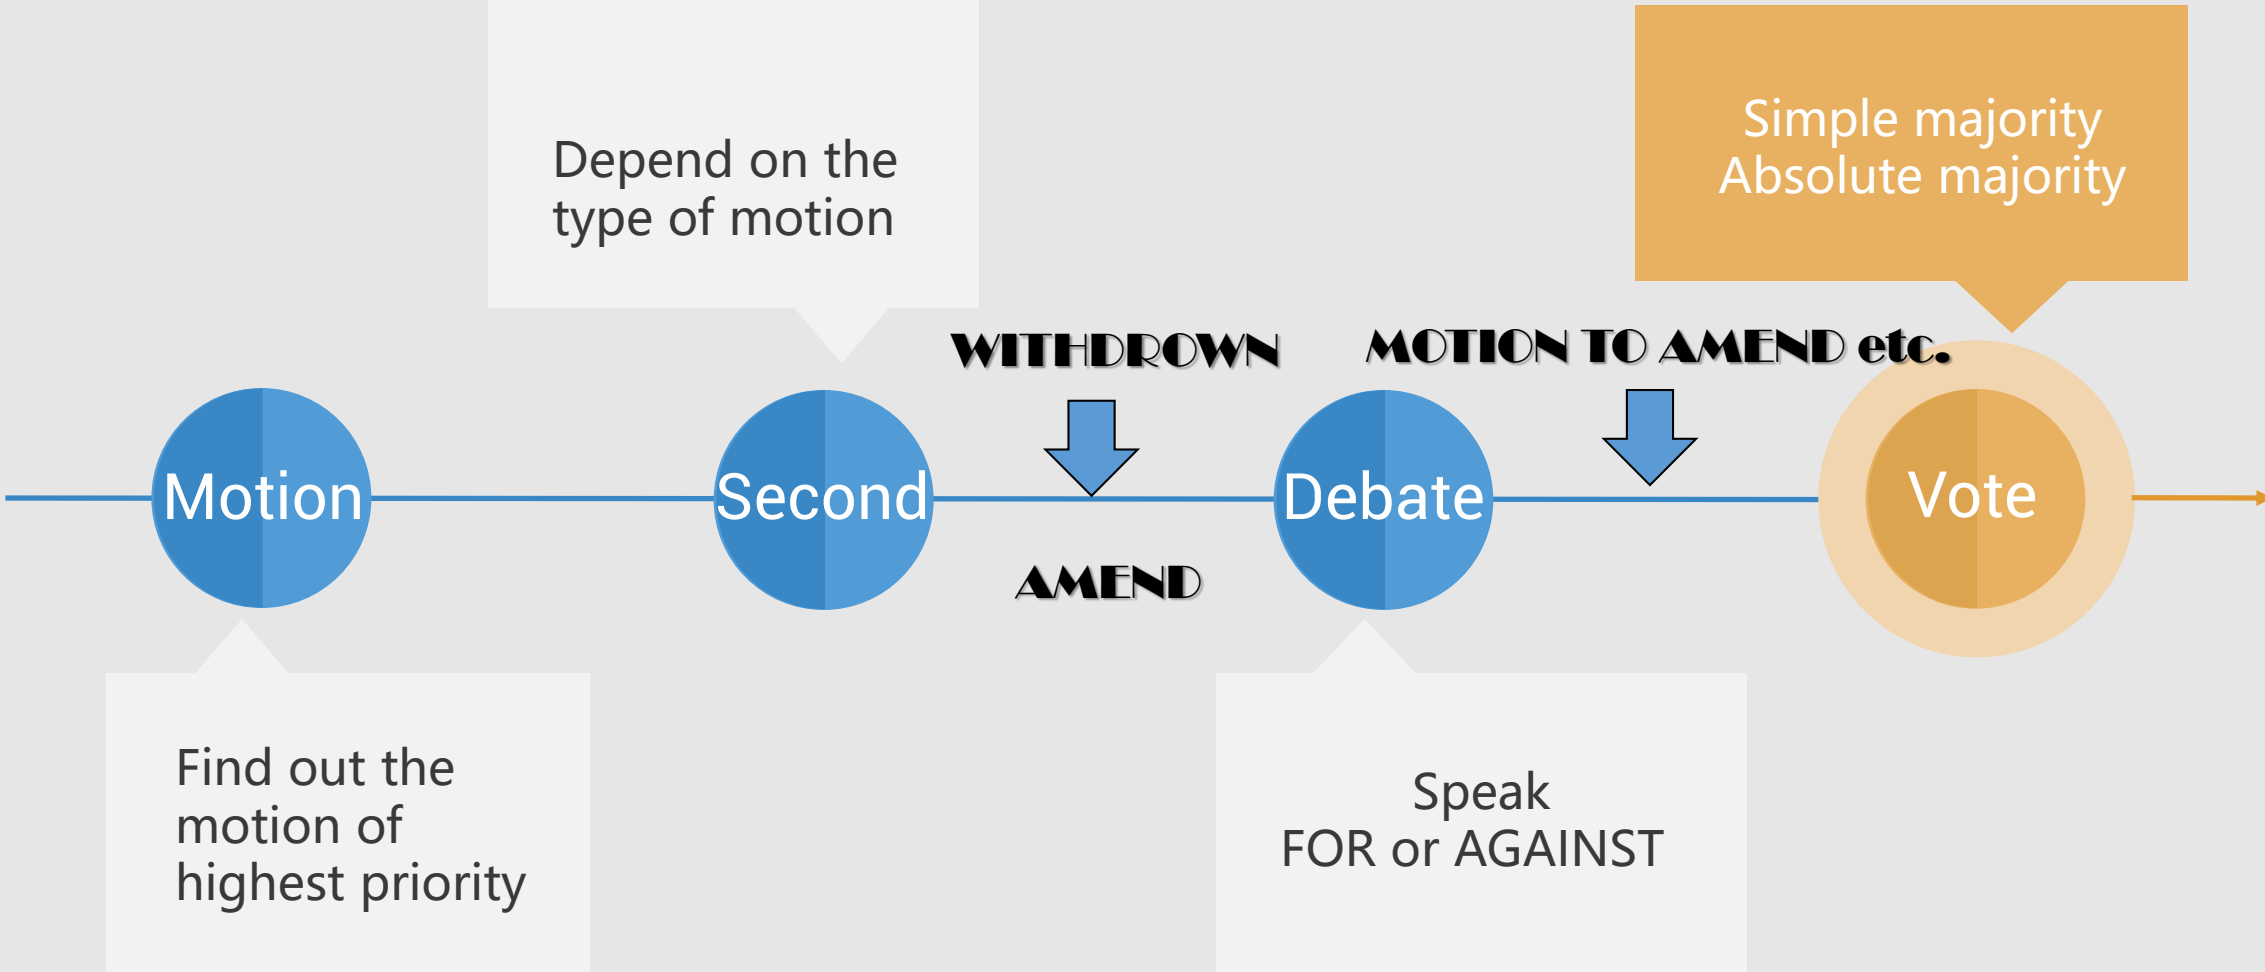 Depend on the
type of motion
Simple majority
Absolute majority
WITHDROWN
MOTION TO AMEND etc.
Motion
Second
Debate
Vote
AMEND
Find out the
motion of
highest priority
Speak
FOR or AGAINST